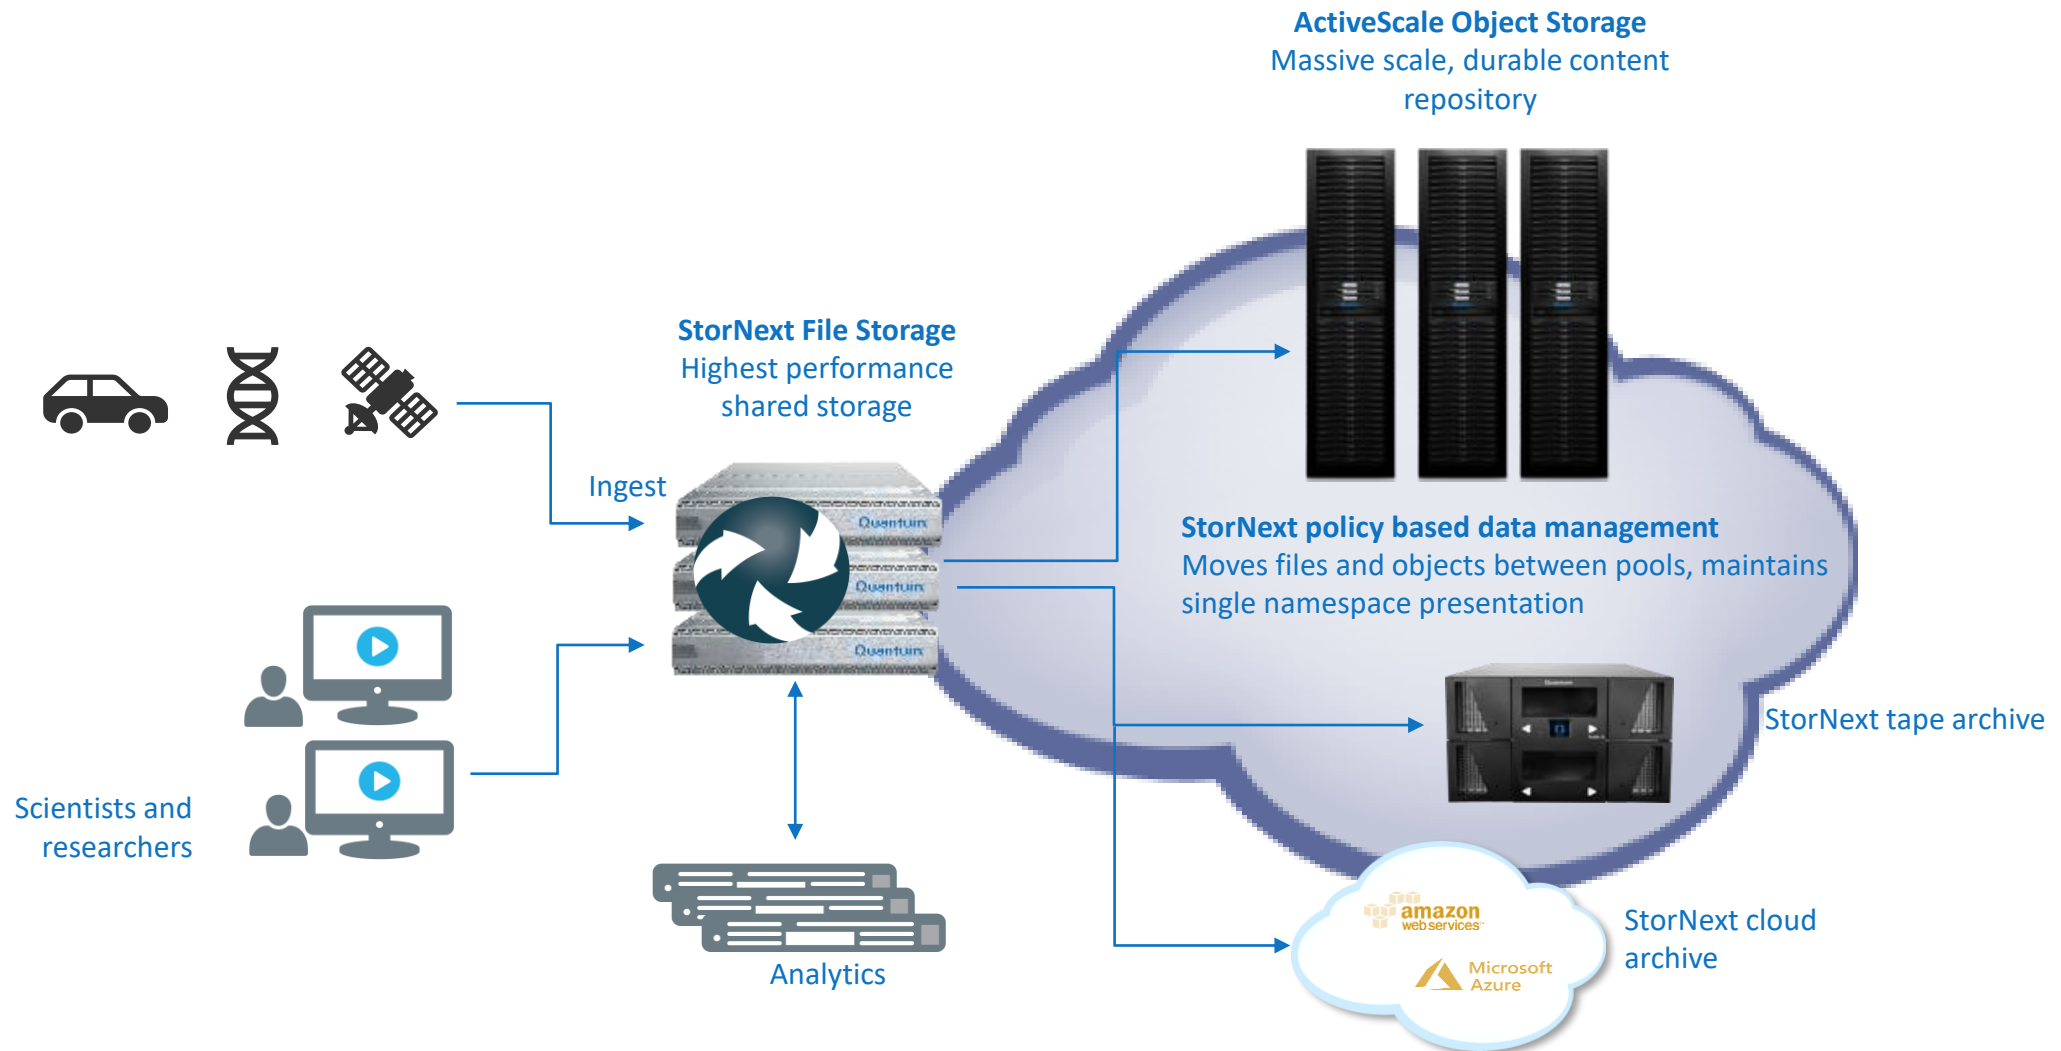 ActiveScale Object Storage
Massive scale, durable content
repository
StorNext File Storage
Highest performance
shared storage
Ingest
Quantum
Quantum
Quantum
StorNext policy based data management
Moves files and objects between pools, maintains
single namespace presentation
Quantum
StorNext tape archive
Scientists and
researchers
Analytics
amazon
webservices
Microsoft
Azure
StorNext cloud
archive